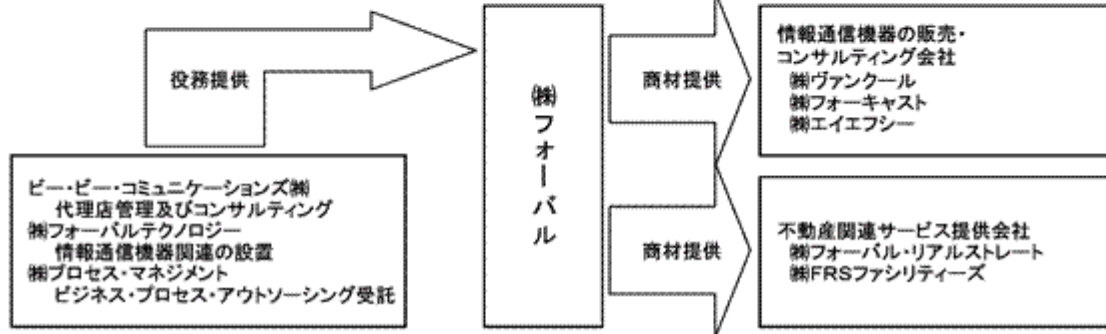 役務提供
ビー・ビー・コミュニケーションズ㈱
代理店管理及びコンサルティング
㈱フォーバルテクノロジー
情報通信機器関連の設置
㈱プロセス・マネジメント
ビジネス・プロセス・アウトソーシング受託
㈱フォーバル
商材提供
情報通信機器の販売・
コンサルティング会社
㈱ヴァンクール
㈱フォーキャスト
㈱エイエフシー
商材提供
不動産関連サービス提供会社
㈱フォーバル・リアルストレート
㈱FRSファシリティーズ